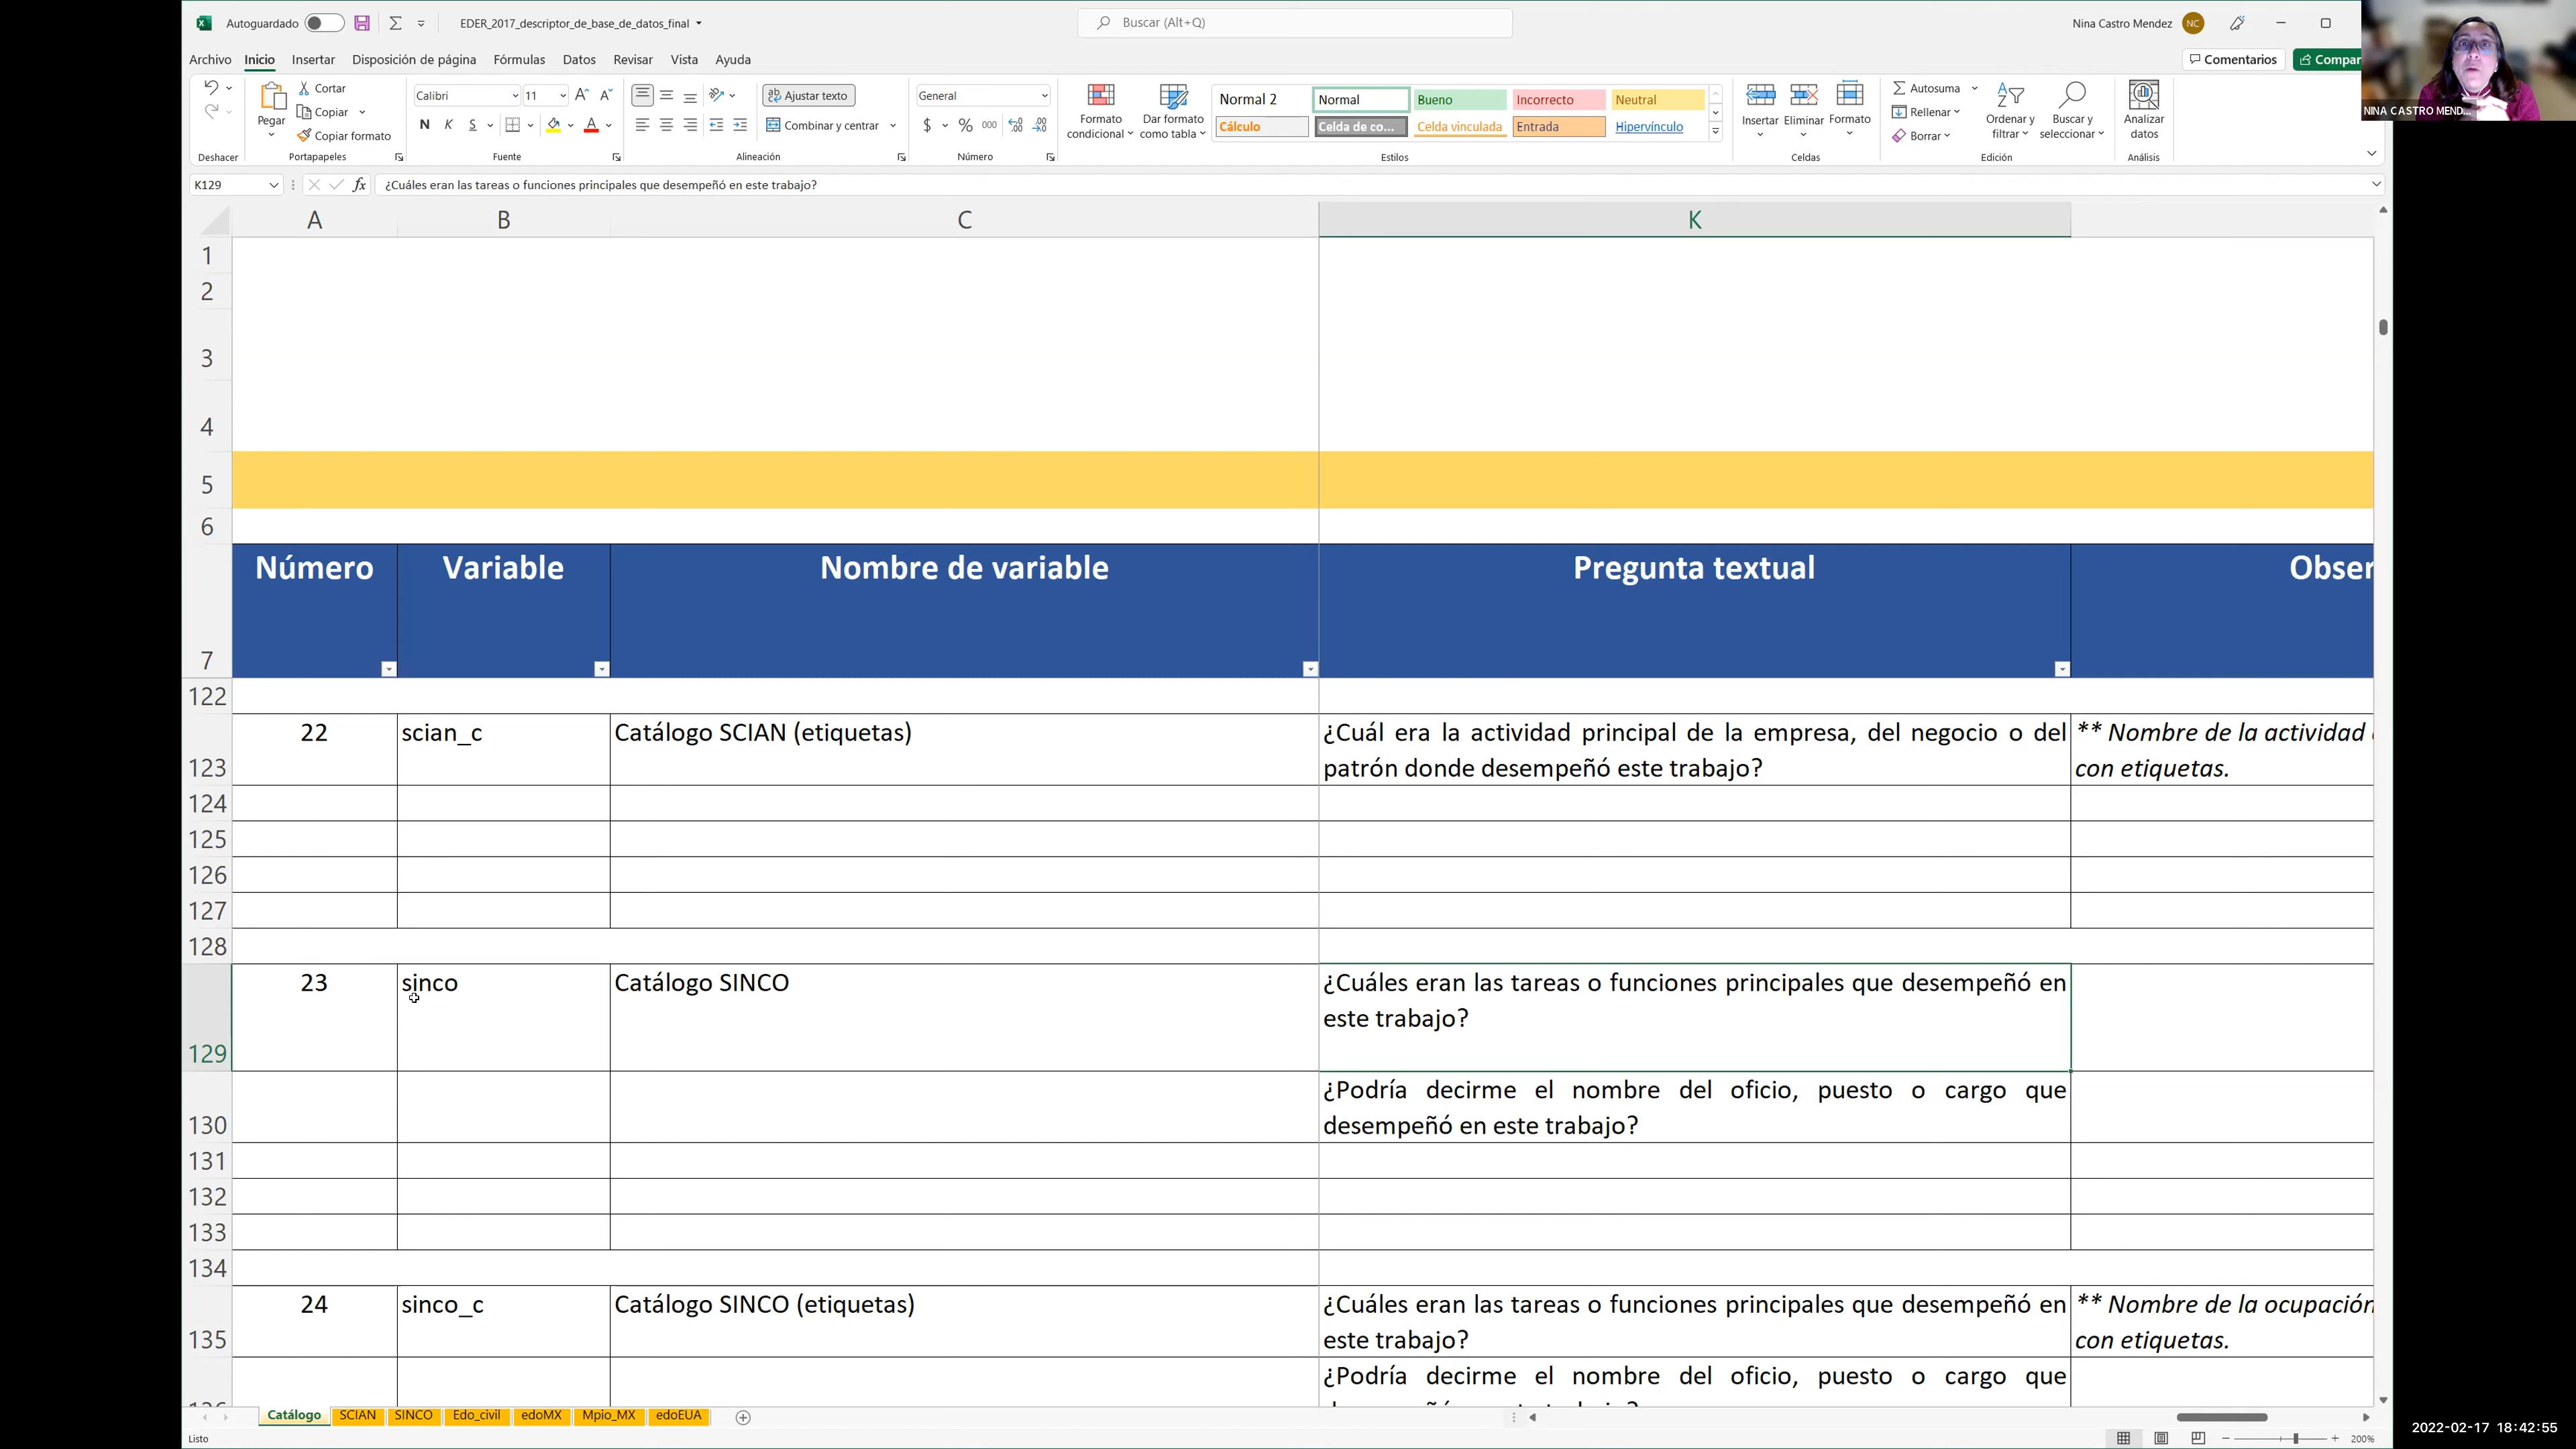 Autoguardado
EDER_2017_descriptor_de_base_de_datos_final
Buscar (Alt+Q)
Nina Castro Mendez
NC
Archivo Inicio Insertar Disposición de página Fórmulas Datos Revisar Vista Ayuda
Comentarios
Compar
NINA CASTRO MEND...
Pegar
Cortar
Copiar
Copiar formato
Calibri 11
N K S
Ajustar texto
Combinar y centrar
General
$ % 000
Formato condicional
Dar formato como tabla
Normal 2 Normal Bueno Incorrecto Neutral
Cálculo Celda de co... Celda vinculada Entrada Hipervínculo
Insertar Eliminar Formato
Autosuma
Rellenar
Borrar
Ordenar y filtrar
Buscar y seleccionar
Analizar datos
Deshacer Portapapeles Fuente Alineación Número Estilos Celdas Edición Análisis
K129
fx
¿Cuáles eran las tareas o funciones principales que desempeñó en este trabajo?
A B C K
1
2
3
4
5
6
7 Número Variable Nombre de variable Pregunta textual Obser
122
123 22 scian_c Catálogo SCIAN (etiquetas) ¿Cuál era la actividad principal de la empresa, del negocio o del ** Nombre de la actividad
patrón donde desempeñó este trabajo? con etiquetas.
124
125
126
127
128
129 23 sinco Catálogo SINCO ¿Cuáles eran las tareas o funciones principales que desempeñó en
este trabajo?
130 ¿Podría decirme el nombre del oficio, puesto o cargo que
desempeñó en este trabajo?
131
132
133
134
135 24 sinco_c Catálogo SINCO (etiquetas) ¿Cuáles eran las tareas o funciones principales que desempeñó en ** Nombre de la ocupación
este trabajo? con etiquetas.
¿Podría decirme el nombre del oficio, puesto o cargo que
Catálogo SCIAN SINCO Edo_civil edoMX Mpio_MX edoEUA
Listo
200%
2022-02-17 18:42:55